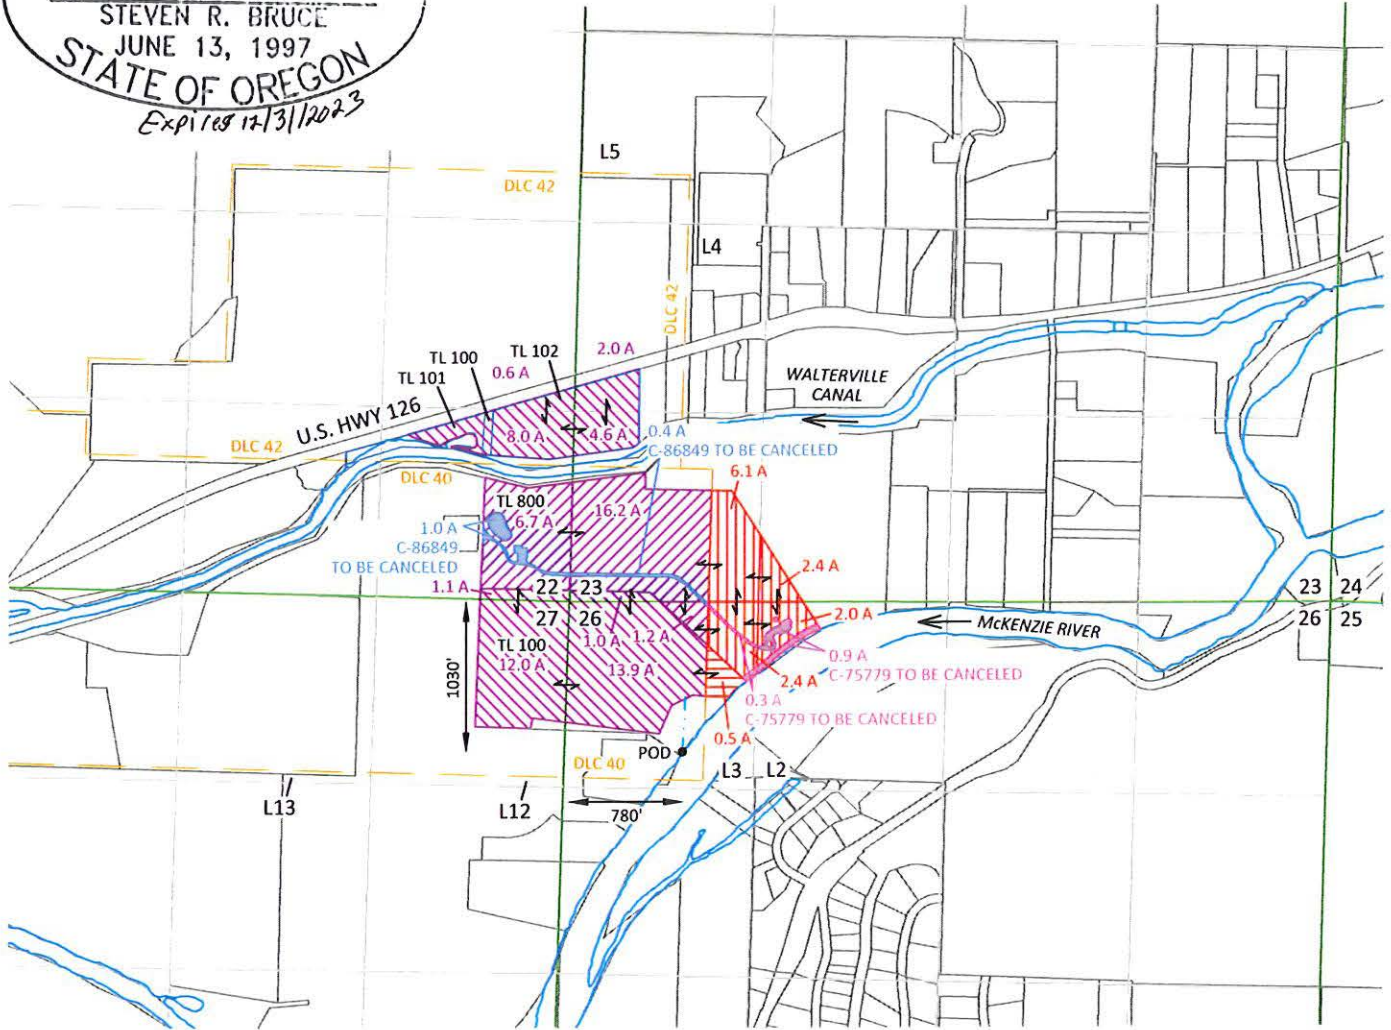 STEVEN R. BRUCE
JUNE 13, 1997
STATE OF OREGON
Expires 12/31/2023
L5
DLC 42
L4
DLC 42
2.0 A
TL 102
TL 100
0.6 A
TL 101
WALTERVILLE
CANAL
U.S. HWY 126
8.0 A
4.6 A
0.4 A
C-86849 TO BE CANCELED
DLC 42
DLC 40
6.1 A
TL 800
16.2 A
6.7 A
1.0 A
C-86849
TO BE CANCELED
2.4 A
1.1 A
22
23
23
24
27
26
26
25
2.0 A
McKENZIE RIVER
1.0 A
1.2 A
TL 100
12.0 A
13.9 A
0.9 A
C-75779 TO BE CANCELED
2.4 A
1030'
0.3 A
C-75779 TO BE CANCELED
0.5 A
POD
DLC 40
L3
L2
L13
L12
780'